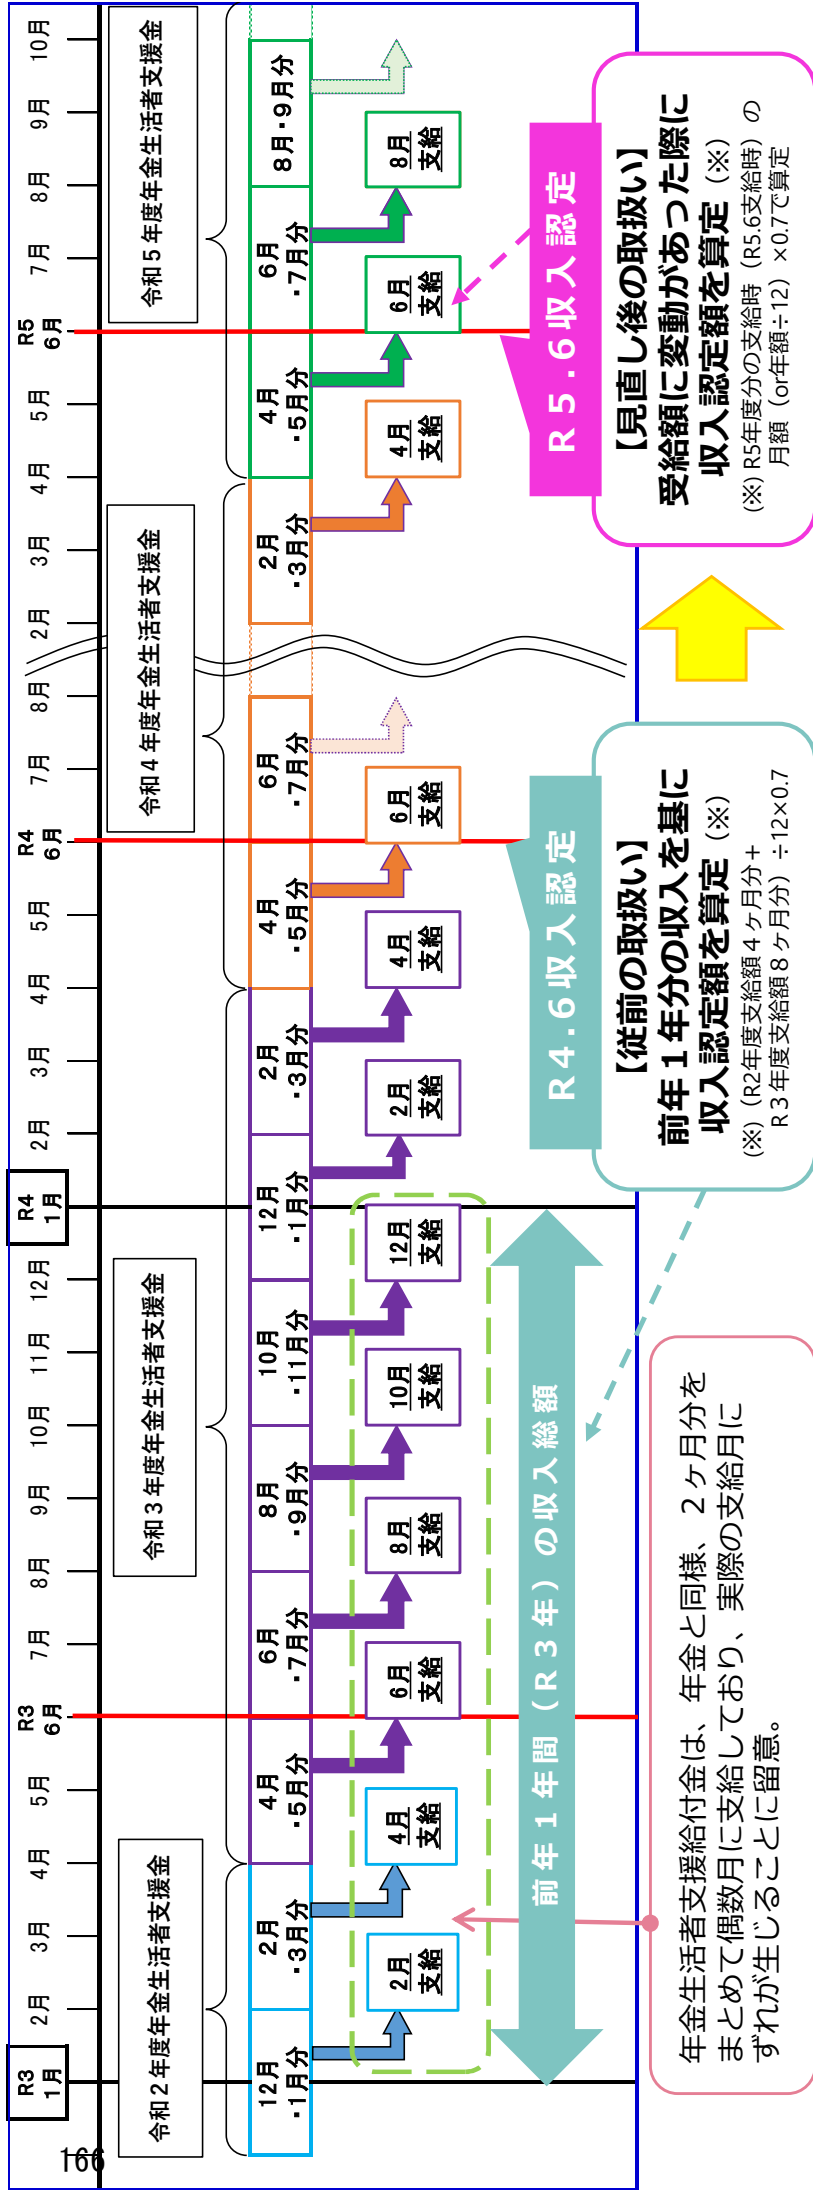 R3
1月
2月
3月
4月
5月
R3
6月
7月
8月
9月
10月
11月
12月
R4
1月
2月
3月
4月
5月
R4
6月
7月
8月
2月
3月
4月
5月
R5
6月
7月
8月
9月
10月
令和２年度年金生活者支援金
令和３年度年金生活者支援金
令和４年度年金生活者支援金
令和５年度年金生活者支援金
12月
・1月分
2月
・3月分
4月
・5月分
6月
・7月分
8月
・9月分
10月
・11月分
12月
・1月分
2月
・3月分
4月
・5月分
6月
・7月分
2月
・3月分
4月
・5月分
6月
・7月分
8月・9月分
2月
支給
4月
支給
6月
支給
8月
支給
10月
支給
12月
支給
2月
支給
4月
支給
6月
支給
4月
支給
6月
支給
8月
支給
前年１年間（R３年）の収入総額
R4.6収入認定
R５.6収入認定
年金生活者支援給付金は、年金と同様、２ヶ月分を
まとめて偶数月に支給しており、実際の支給月に
ずれが生じることに留意。
【従前の取扱い】
前年１年分の収入を基に
収入認定額を算定（※）
(※)（R2年度支給額４ヶ月分＋
R３年度支給額８ヶ月分）÷12×0.7
【見直し後の取扱い】
受給額に変動があった際に
収入認定額を算定（※）
(※) R5年度分の支給時（R5.6支給時）の
月額（or年額÷12）×0.7で算定
166